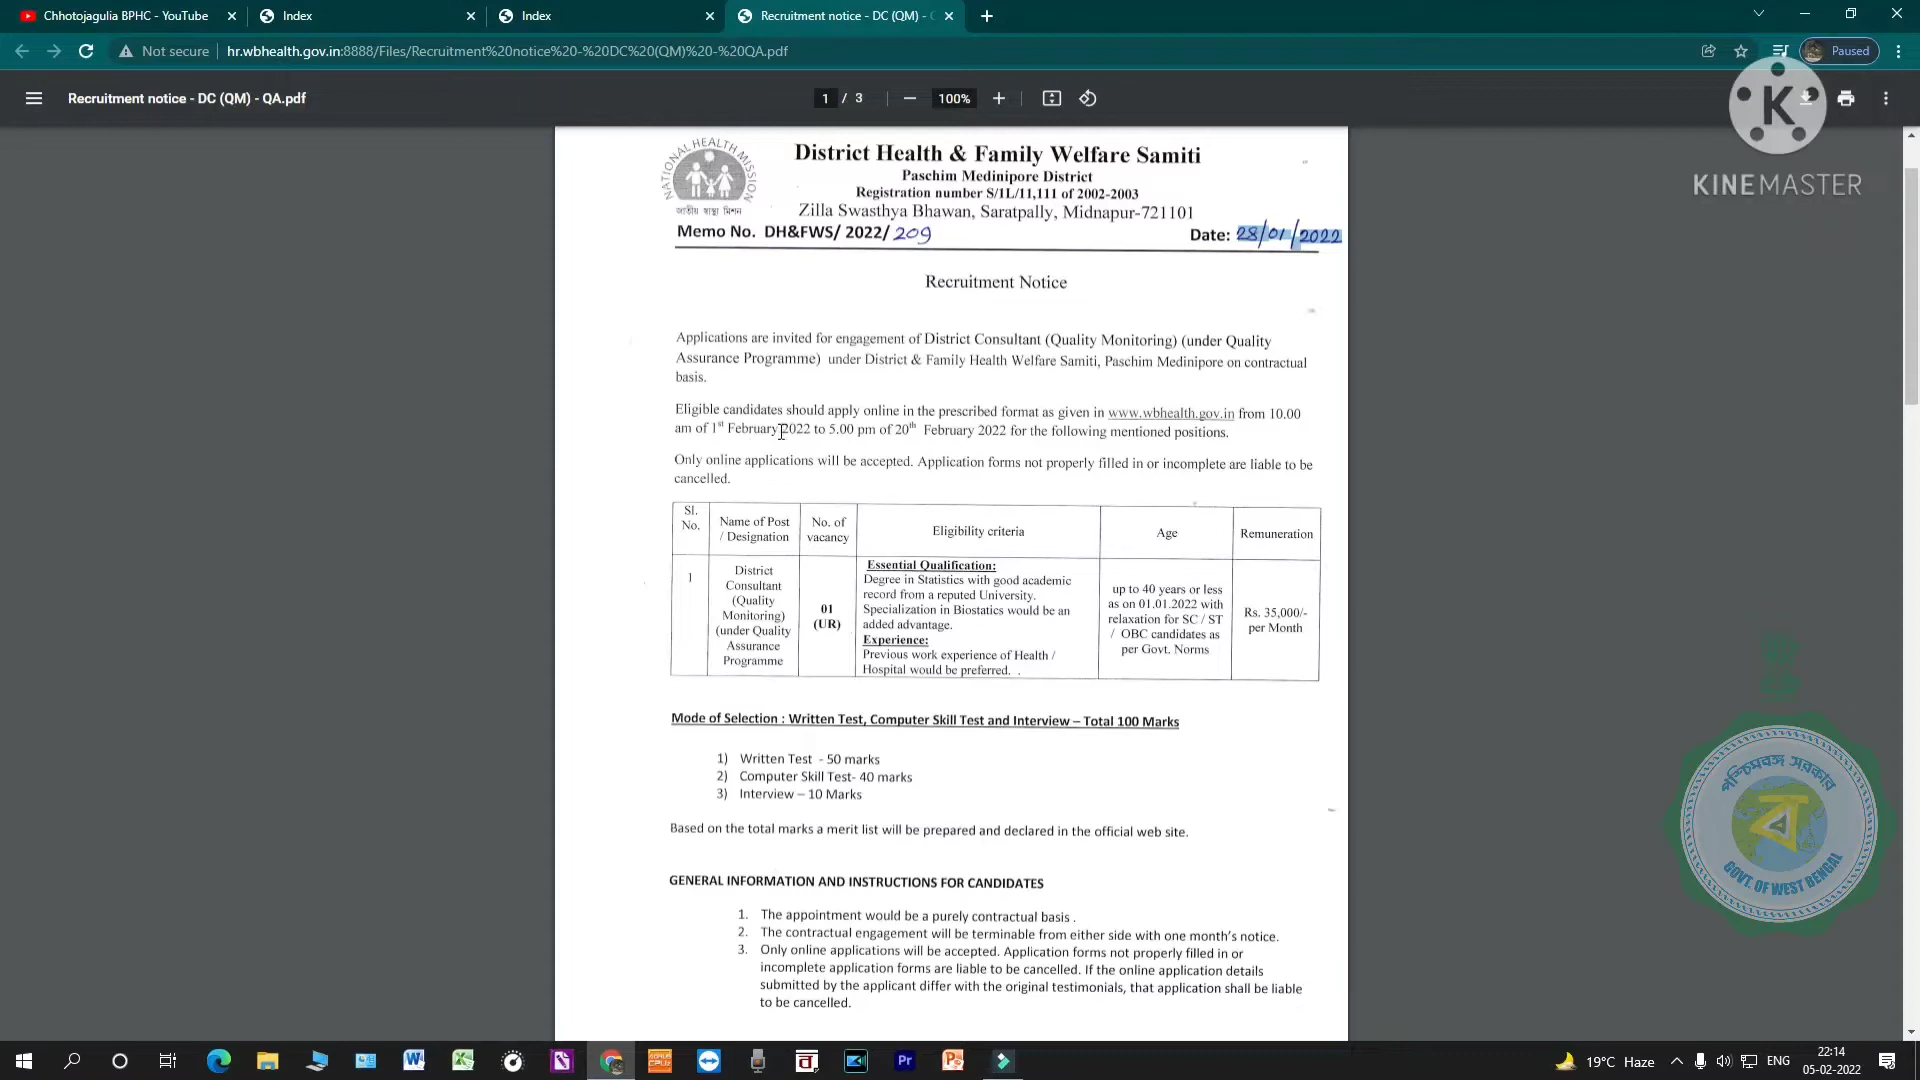 Chhotojagulia BPHC - YouTube
Index
Index
Recruitment notice - DC (QM) -
Not secure
hr.wbhealth.gov.in:8888/Files/Recruitment%20notice%20-%20DC%20(QM)%20-%20QA.pdf
Paused
Recruitment notice - DC (QM) - QA.pdf
1 / 3
100%
K
KINEMASTER
NATIONAL HEALTH MISSION
জাতীয় স্বাস্থ্য মিশন
District Health & Family Welfare Samiti
Paschim Medinipore District
Registration number S/1L/11,111 of 2002-2003
Zilla Swasthya Bhawan, Saratpally, Midnapur-721101
Memo No. DH&FWS/ 2022/ 209
Date: 28/01/2022
Recruitment Notice
Applications are invited for engagement of District Consultant (Quality Monitoring) (under Quality
Assurance Programme) under District & Family Health Welfare Samiti, Paschim Medinipore on contractual
basis.
Eligible candidates should apply online in the prescribed format as given in www.wbhealth.gov.in from 10.00
am of 1st February 2022 to 5.00 pm of 20th February 2022 for the following mentioned positions.
Only online applications will be accepted. Application forms not properly filled in or incomplete are liable to be
cancelled.
Sl.
No.
Name of Post
/ Designation
No. of
vacancy
Eligibility criteria
Age
Remuneration
1
District
Consultant
(Quality
Monitoring)
(under Quality
Assurance
Programme
01
(UR)
Essential Qualification:
Degree in Statistics with good academic
record from a reputed University.
Specialization in Biostatics would be an
added advantage.
Experience:
Previous work experience of Health /
Hospital would be preferred. .
up to 40 years or less
as on 01.01.2022 with
relaxation for SC / ST
/ OBC candidates as
per Govt. Norms
Rs. 35,000/-
per Month
Mode of Selection : Written Test, Computer Skill Test and Interview – Total 100 Marks
1) Written Test - 50 marks
2) Computer Skill Test- 40 marks
3) Interview – 10 Marks
Based on the total marks a merit list will be prepared and declared in the official web site.
GENERAL INFORMATION AND INSTRUCTIONS FOR CANDIDATES
1. The appointment would be a purely contractual basis .
2. The contractual engagement will be terminable from either side with one month's notice.
3. Only online applications will be accepted. Application forms not properly filled in or
incomplete application forms are liable to be cancelled. If the online application details
submitted by the applicant differ with the original testimonials, that application shall be liable
to be cancelled.
পশ্চিমবঙ্গ সরকার
ব
GOVT. OF WEST BENGAL
19°C Haze
ENG
22:14
05-02-2022